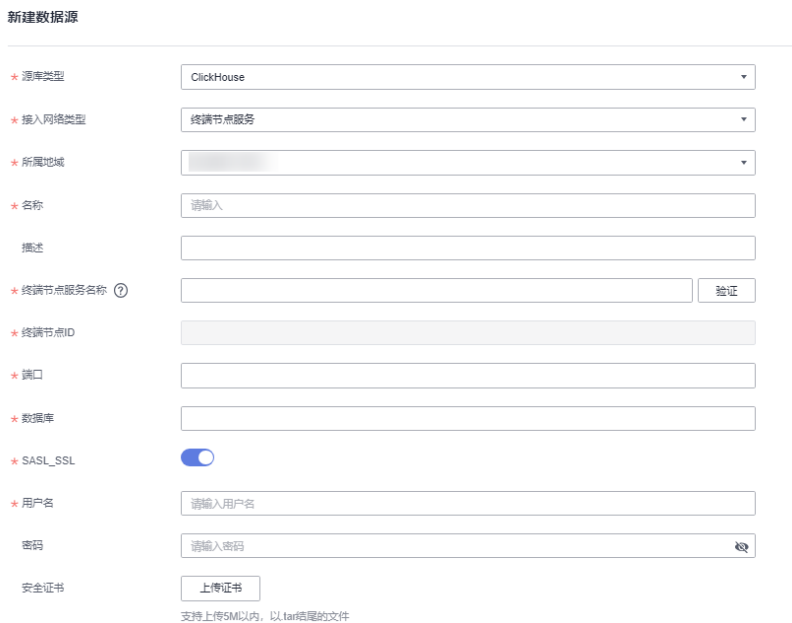 新建数据源
* 源库类型 ClickHouse
* 接入网络类型 终端节点服务
* 所属地域
* 名称 请输入
描述
* 终端节点服务名称 ? 验证
* 终端节点ID
* 端口
* 数据库
* SASL_SSL
* 用户名 请输入用户名
密码 请输入密码
安全证书 上传证书
支持上传5M以内，以.tar结尾的文件